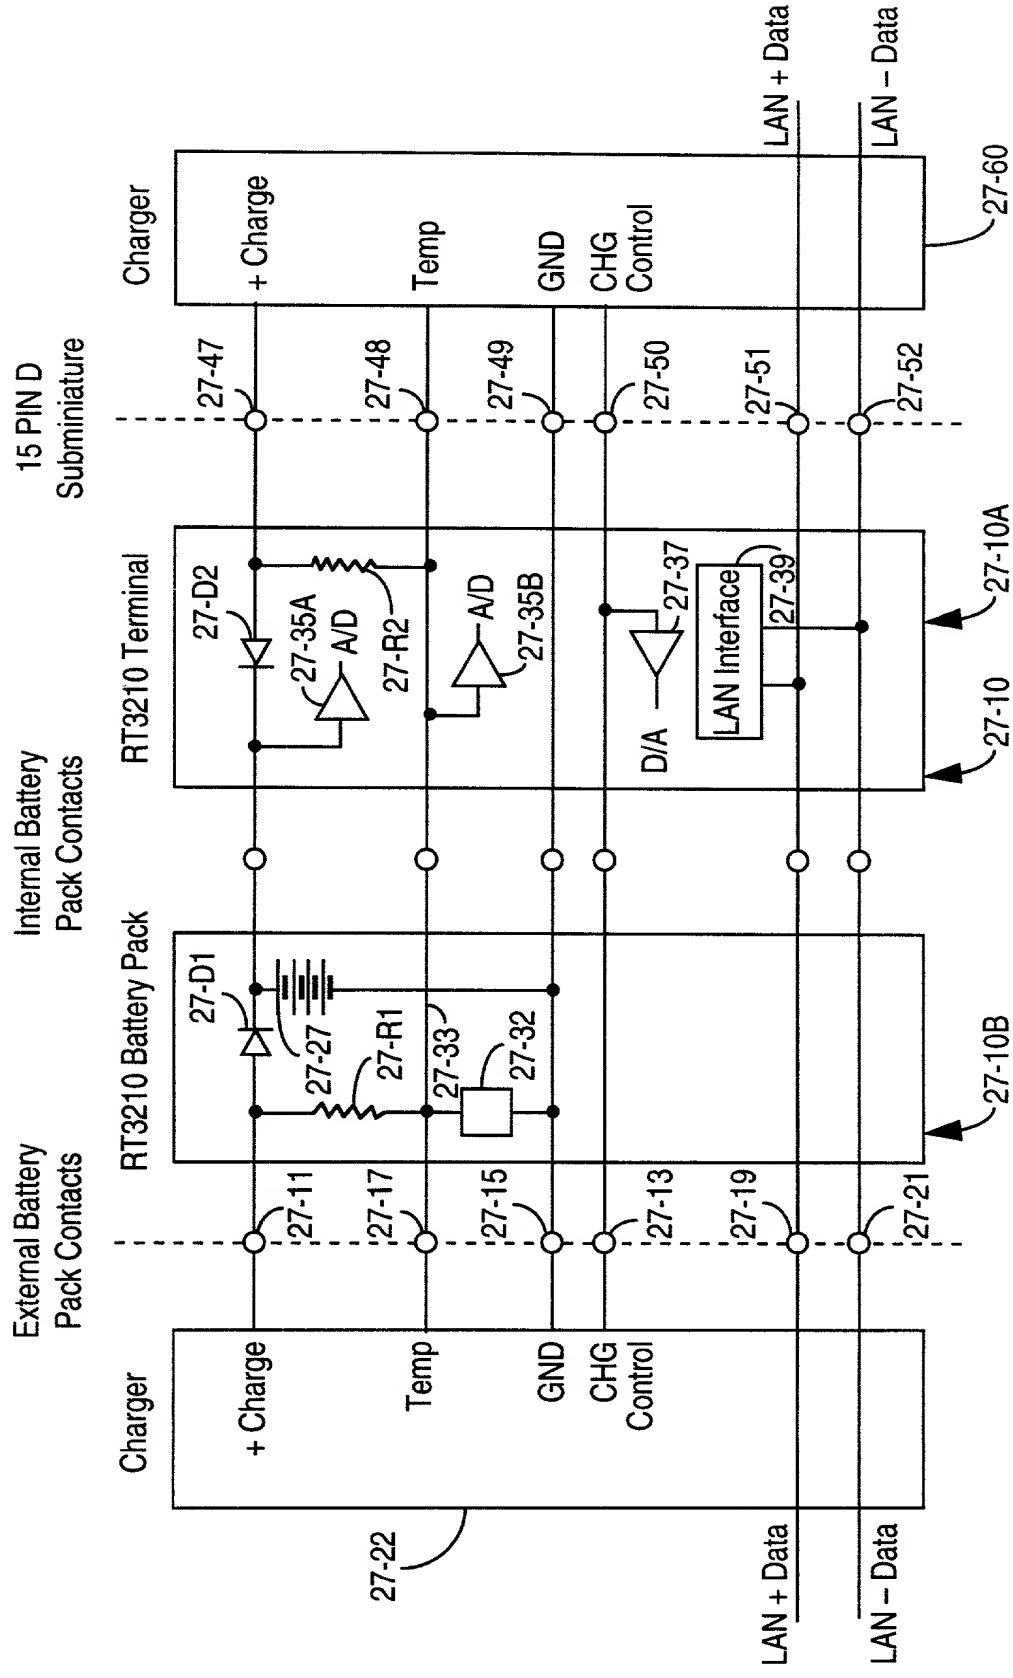 External Battery
Pack Contacts
Internal Battery
Pack Contacts
15 PIN D
Subminiature
Charger
RT3210 Battery Pack
RT3210 Terminal
Charger
+ Charge
Temp
GND
CHG
Control
27-22
LAN + Data
LAN – Data
27-11
27-17
27-15
27-13
27-19
27-21
27-D1
27-27
27-R1
27-33
27-32
27-10B
27-D2
27-35A
A/D
27-R2
A/D
27-35B
D/A
27-37
LAN Interface
27-39
27-10
27-10A
27-47
27-48
27-49
27-50
27-51
27-52
+ Charge
Temp
GND
CHG
Control
LAN + Data
LAN – Data
27-60